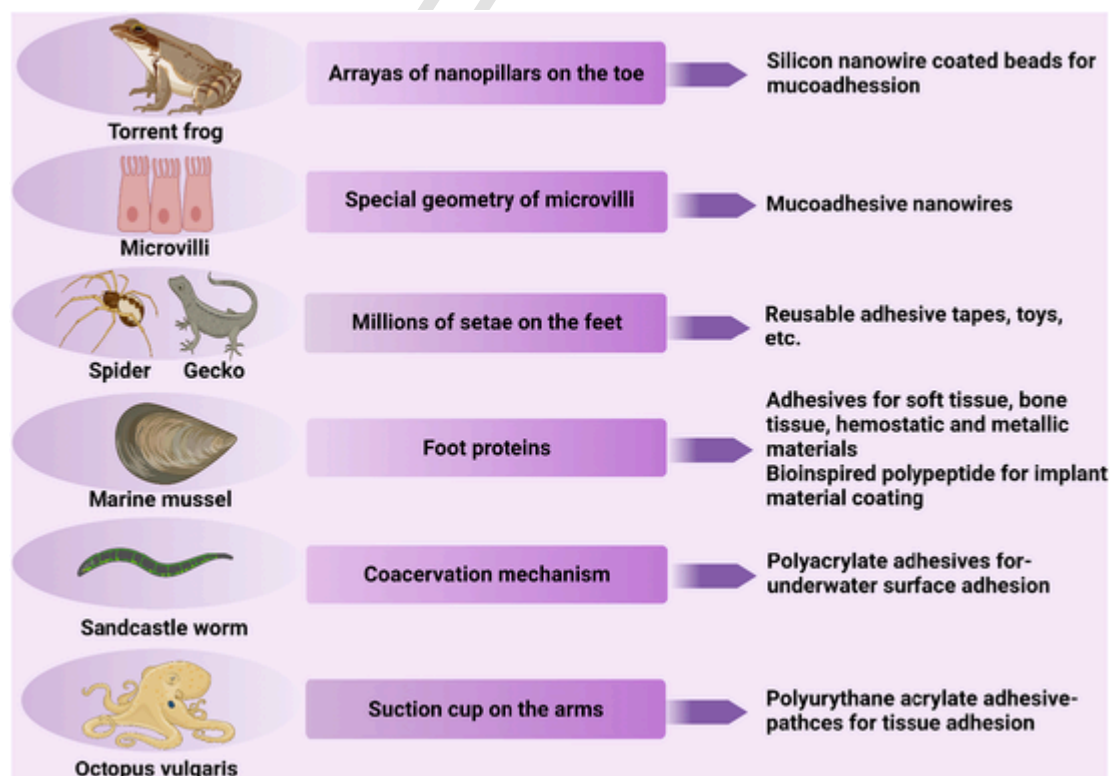 Arrayas of nanopillars on the toe
Silicon nanowire coated beads for
mucoadhession
Torrent frog
Special geometry of microvilli
Mucoadhesive nanowires
Microvilli
Millions of setae on the feet
Reusable adhesive tapes, toys,
etc.
Spider
Gecko
Foot proteins
Adhesives for soft tissue, bone
tissue, hemostatic and metallic
materials
Bioinspired polypeptide for implant
material coating
Marine mussel
Coacervation mechanism
Polyacrylate adhesives for-
underwater surface adhesion
Sandcastle worm
Suction cup on the arms
Polyurythane acrylate adhesive-
pathces for tissue adhesion
Octopus vulgaris